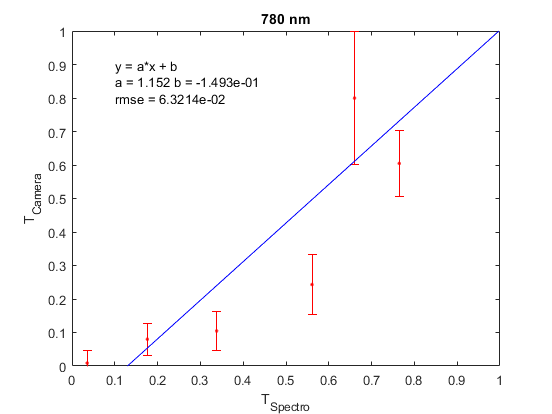 780 nm
y = a*x + b
a = 1.152 b = -1.493e-01
rmse = 6.3214e-02
1
0.9
0.8
0.7
0.6
0.5
0.4
0.3
0.2
0.1
0
T_Camera
0 0.1 0.2 0.3 0.4 0.5 0.6 0.7 0.8 0.9 1
T_Spectro